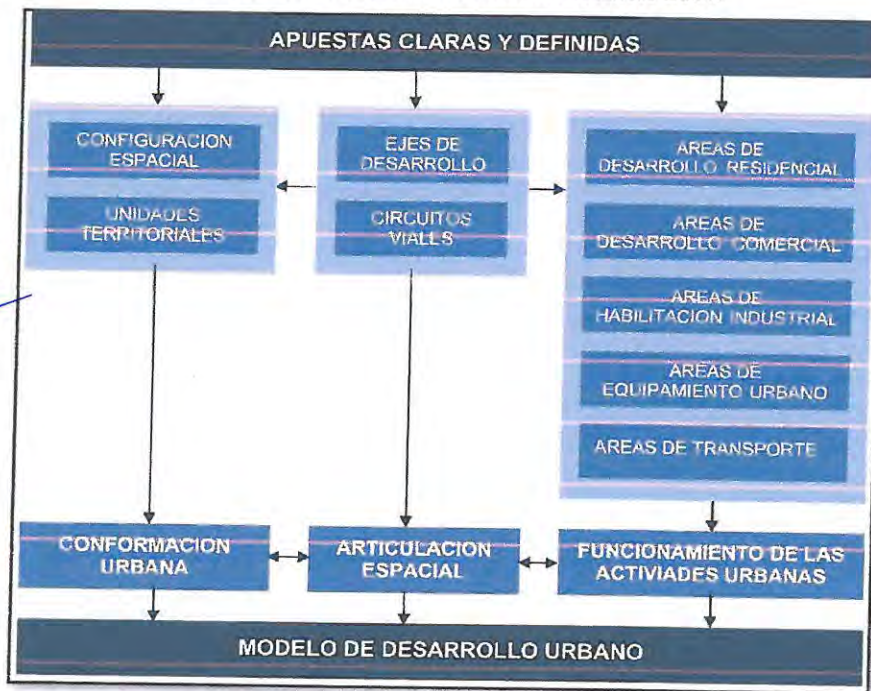 APUESTAS CLARAS Y DEFINIDAS
CONFIGURACION
ESPACIAL
UNIDADES
TERRITORIALES
EJES DE
DESARROLLO
CIRCUITOS
VIALES
AREAS DE
DESARROLLO RESIDENCIAL
AREAS DE
DESARROLLO COMERCIAL
AREAS DE
HABILITACION INDUSTRIAL
AREAS DE
EQUIPAMIENTO URBANO
AREAS DE TRANSPORTE
CONFORMACION
URBANA
ARTICULACION
ESPACIAL
FUNCIONAMIENTO DE LAS
ACTIVIADES URBANAS
MODELO DE DESARROLLO URBANO